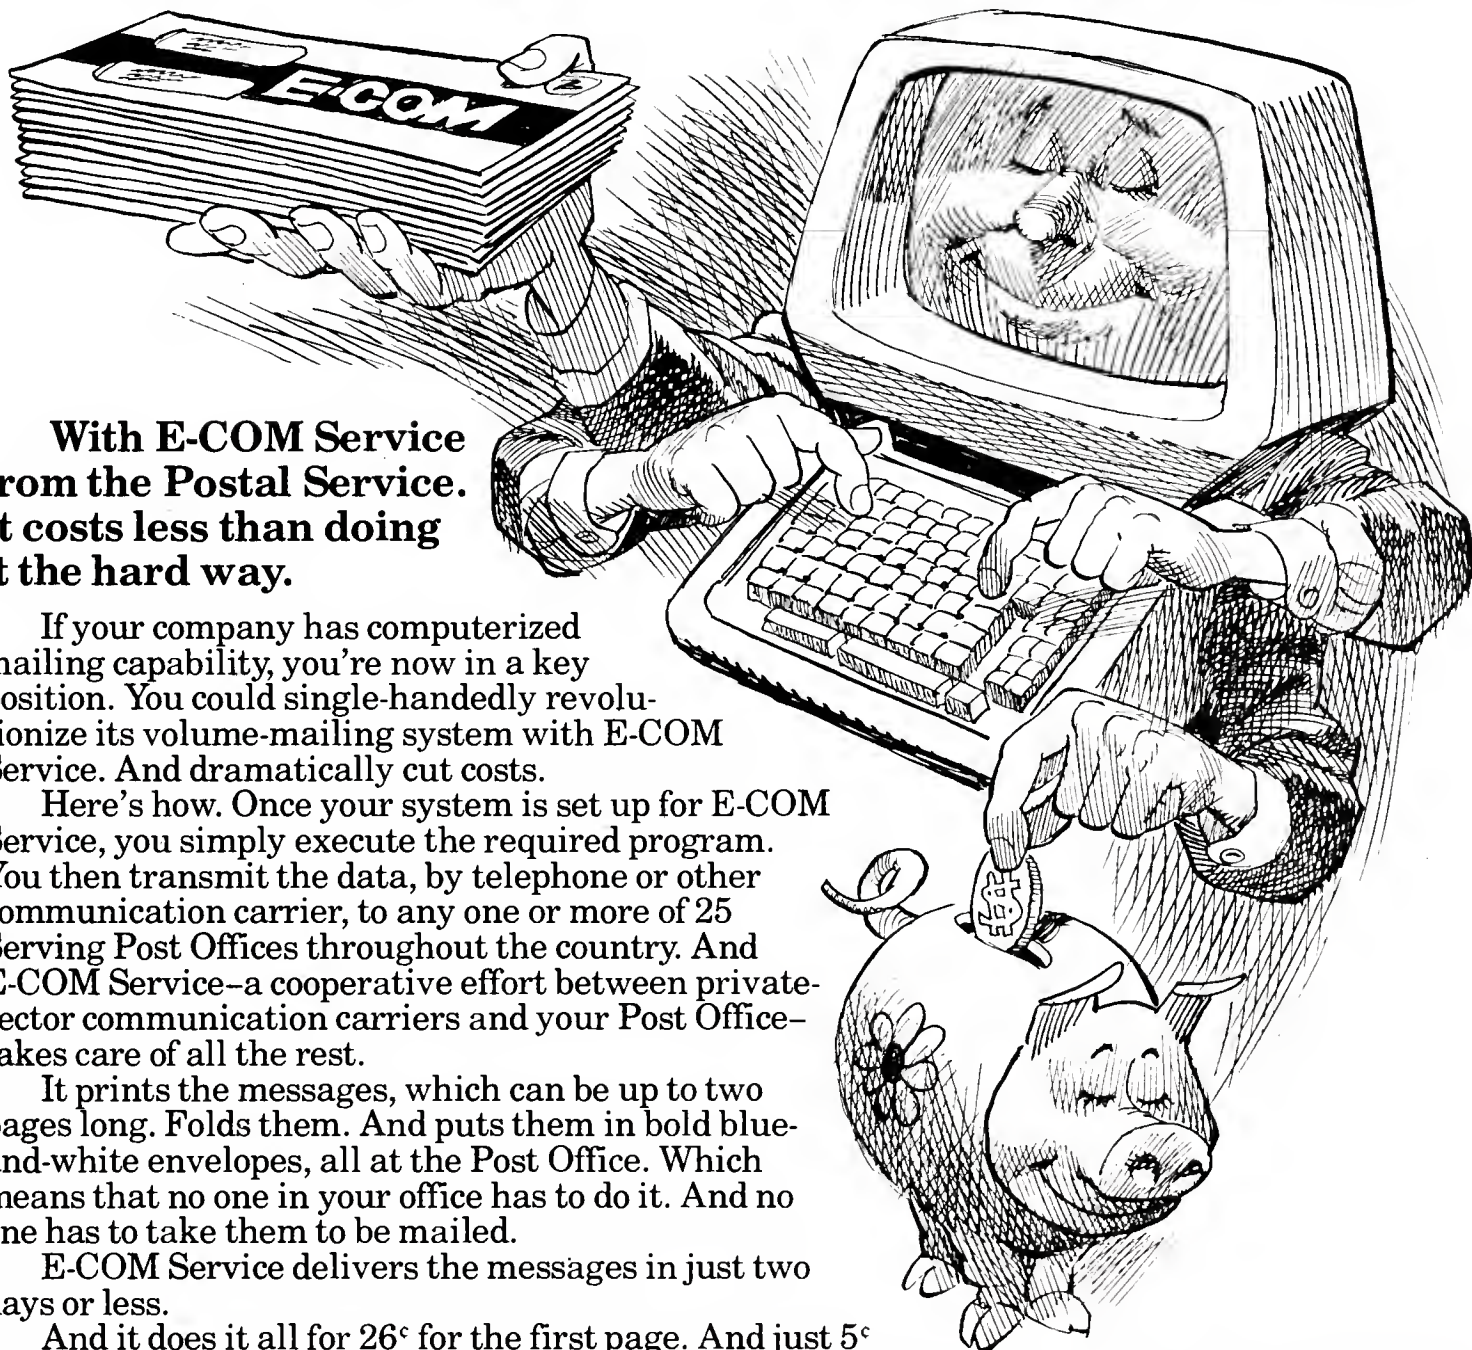 E-COM
With E-COM Service
rom the Postal Service.
t costs less than doing
t the hard way.
If your company has computerized
mailing capability, you're now in a key
osition. You could single-handedly revolu-
ionize its volume-mailing system with E-COM
Service. And dramatically cut costs.
Here's how. Once your system is set up for E-COM
Service, you simply execute the required program.
You then transmit the data, by telephone or other
ommunication carrier, to any one or more of 25
Serving Post Offices throughout the country. And
E-COM Service–a cooperative effort between private-
ector communication carriers and your Post Office–
akes care of all the rest.
It prints the messages, which can be up to two
ages long. Folds them. And puts them in bold blue-
nd-white envelopes, all at the Post Office. Which
means that no one in your office has to do it. And no
ne has to take them to be mailed.
E-COM Service delivers the messages in just two
ays or less.
And it does it all for 26¢ for the first page. And just 5¢